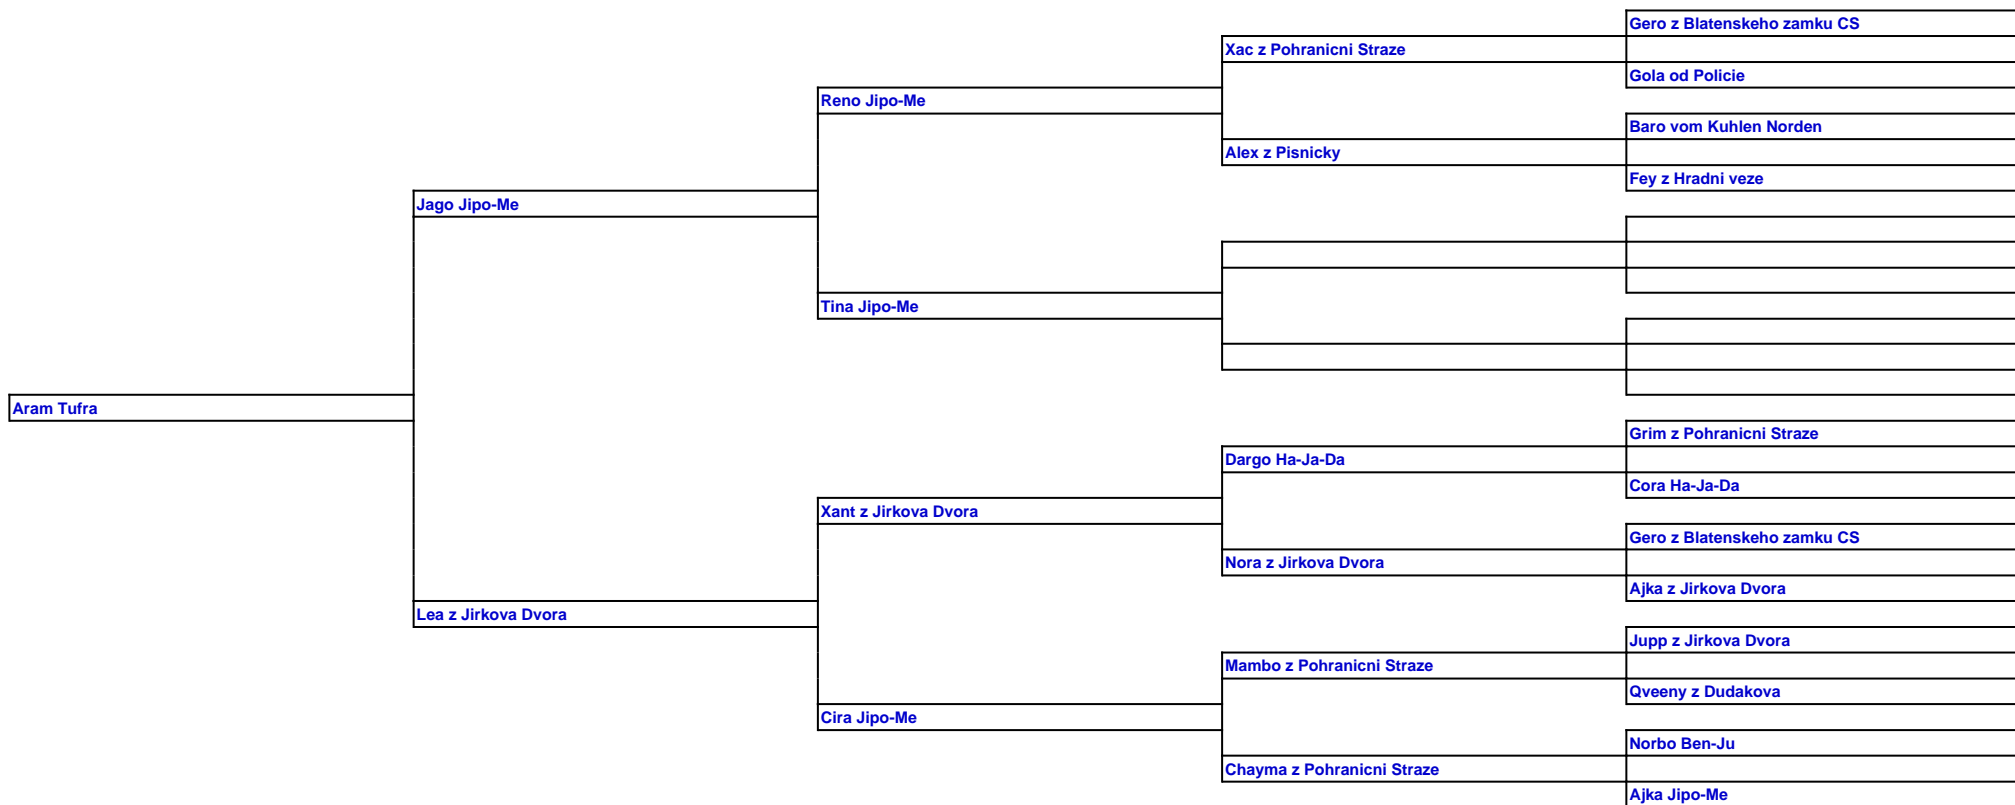 Gero z Blatenskeho zamku CS
Xac z Pohranicni Straze
Gola od Policie
Reno Jipo-Me
Baro vom Kuhlen Norden
Alex z Pisnicky
Fey z Hradni veze
Jago Jipo-Me
Tina Jipo-Me
Aram Tufra
Grim z Pohranicni Straze
Dargo Ha-Ja-Da
Cora Ha-Ja-Da
Xant z Jirkova Dvora
Gero z Blatenskeho zamku CS
Nora z Jirkova Dvora
Ajka z Jirkova Dvora
Lea z Jirkova Dvora
Jupp z Jirkova Dvora
Mambo z Pohranicni Straze
Qveeny z Dudakova
Cira Jipo-Me
Norbo Ben-Ju
Chayma z Pohranicni Straze
Ajka Jipo-Me